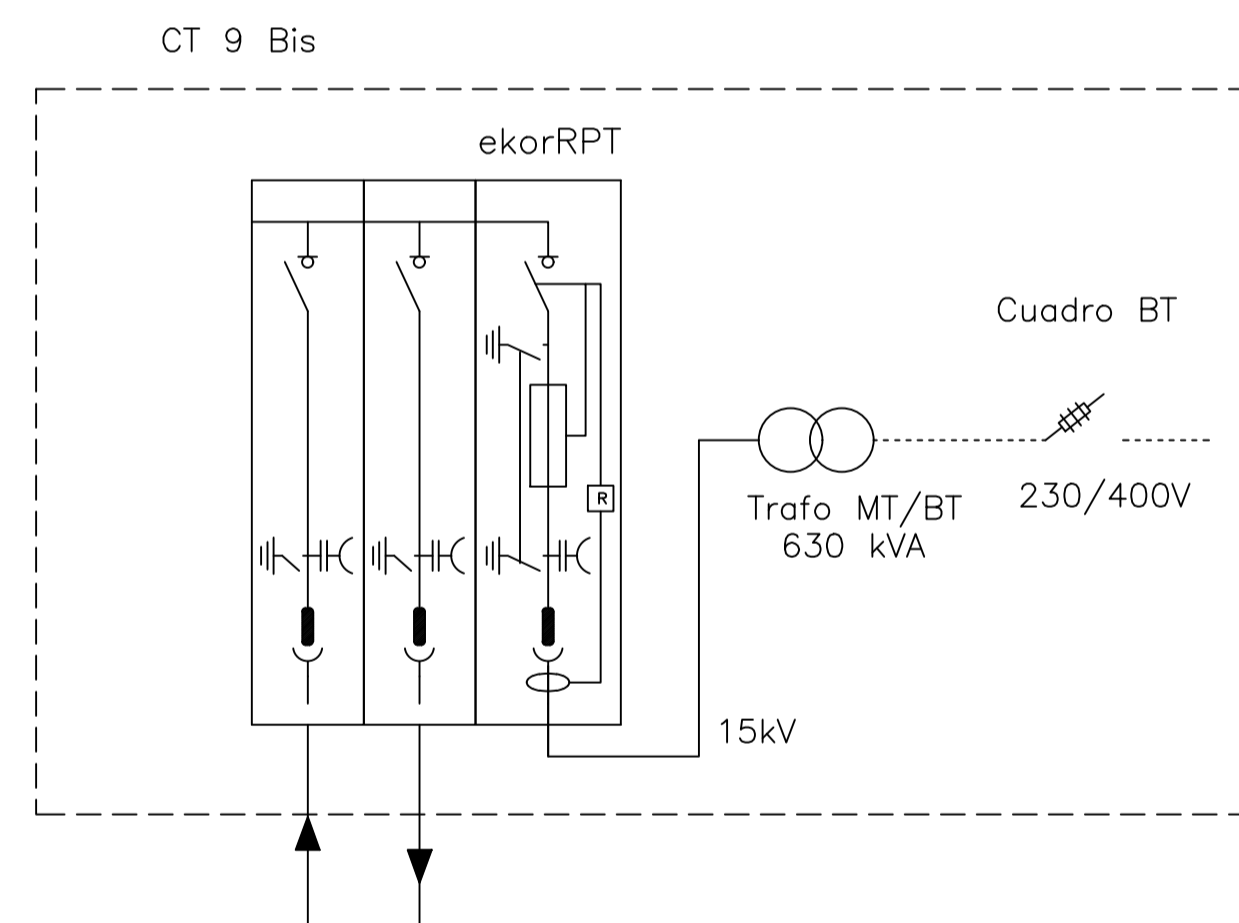 CT 9 Bis
ekorRPT
Cuadro BT
R
Trafo MT/BT
630 kVA
230/400V
15kV